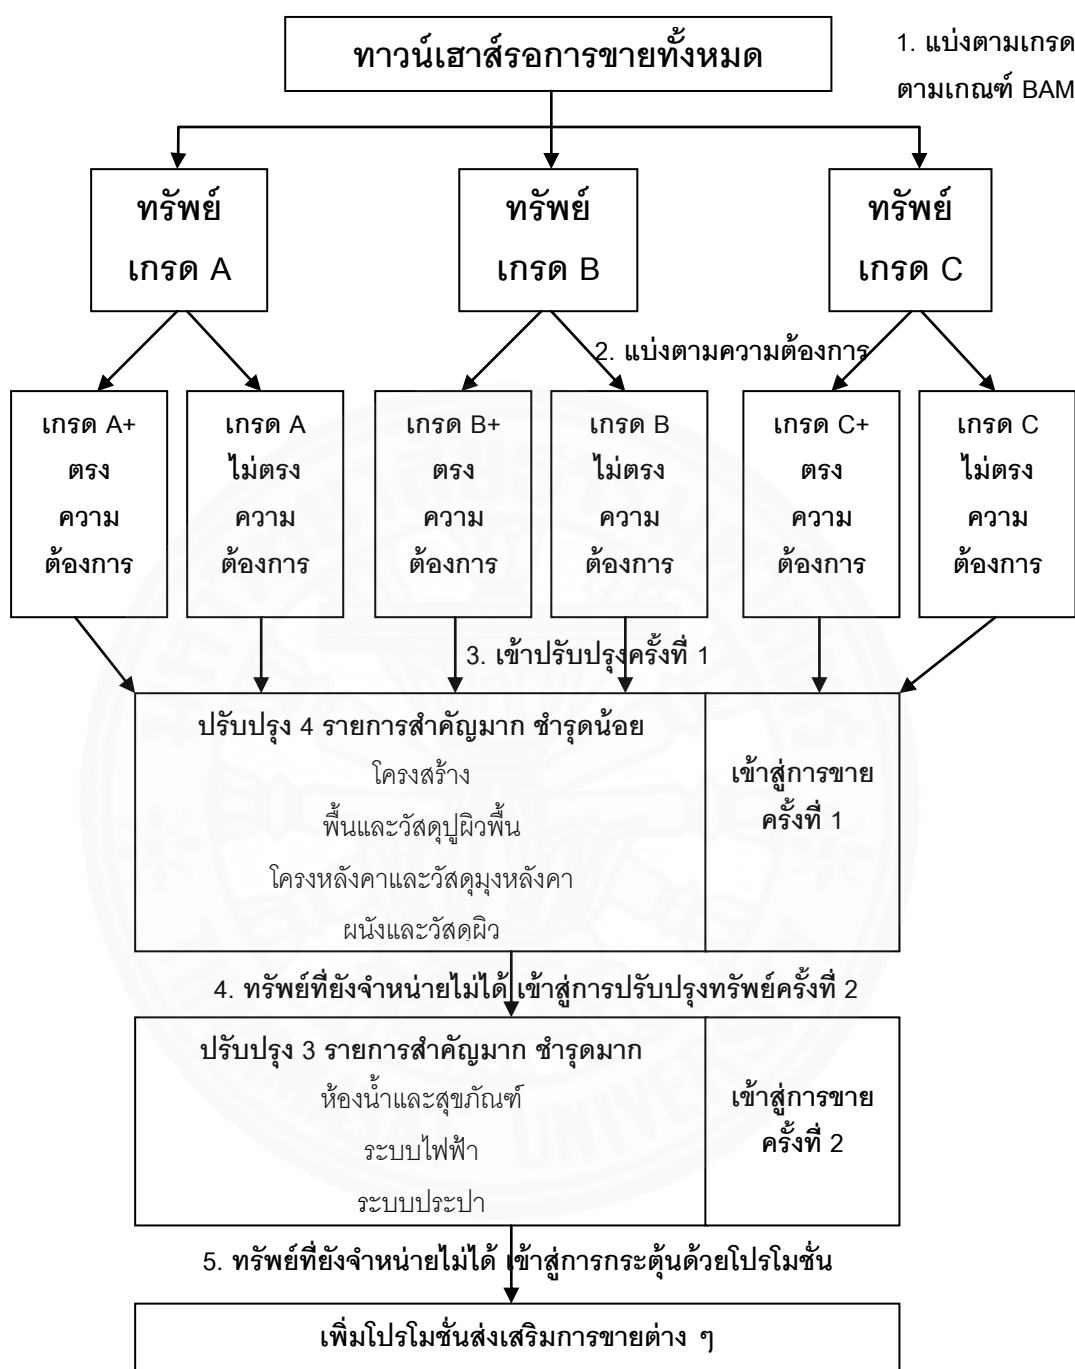 ทาวน์เฮาส์รอการขายทั้งหมด
1. แบ่งตามเกรด
ตามเกณฑ์ BAM
ทรัพย์
เกรด A
ทรัพย์
เกรด B
ทรัพย์
เกรด C
2. แบ่งตามความต้องการ
เกรด A+
ตรง
ความ
ต้องการ
เกรด A
ไม่ตรง
ความ
ต้องการ
เกรด B+
ตรง
ความ
ต้องการ
เกรด B
ไม่ตรง
ความ
ต้องการ
เกรด C+
ตรง
ความ
ต้องการ
เกรด C
ไม่ตรง
ความ
ต้องการ
3. เข้าปรับปรุงครั้งที่ 1
ปรับปรุง 4 รายการสำคัญมาก ชำรุดน้อย
โครงสร้าง
พื้นและวัสดุปูผิวพื้น
โครงหลังคาและวัสดุมุงหลังคา
ผนังและวัสดุผิว
เข้าสู่การขาย
ครั้งที่ 1
4. ทรัพย์ที่ยังจำหน่ายไม่ได้ เข้าสู่การปรับปรุงทรัพย์ครั้งที่ 2
ปรับปรุง 3 รายการสำคัญมาก ชำรุดมาก
ห้องน้ำและสุขภัณฑ์
ระบบไฟฟ้า
ระบบประปา
เข้าสู่การขาย
ครั้งที่ 2
5. ทรัพย์ที่ยังจำหน่ายไม่ได้ เข้าสู่การกระตุ้นด้วยโปรโมชั่น
เพิ่มโปรโมชั่นส่งเสริมการขายต่าง ๆ